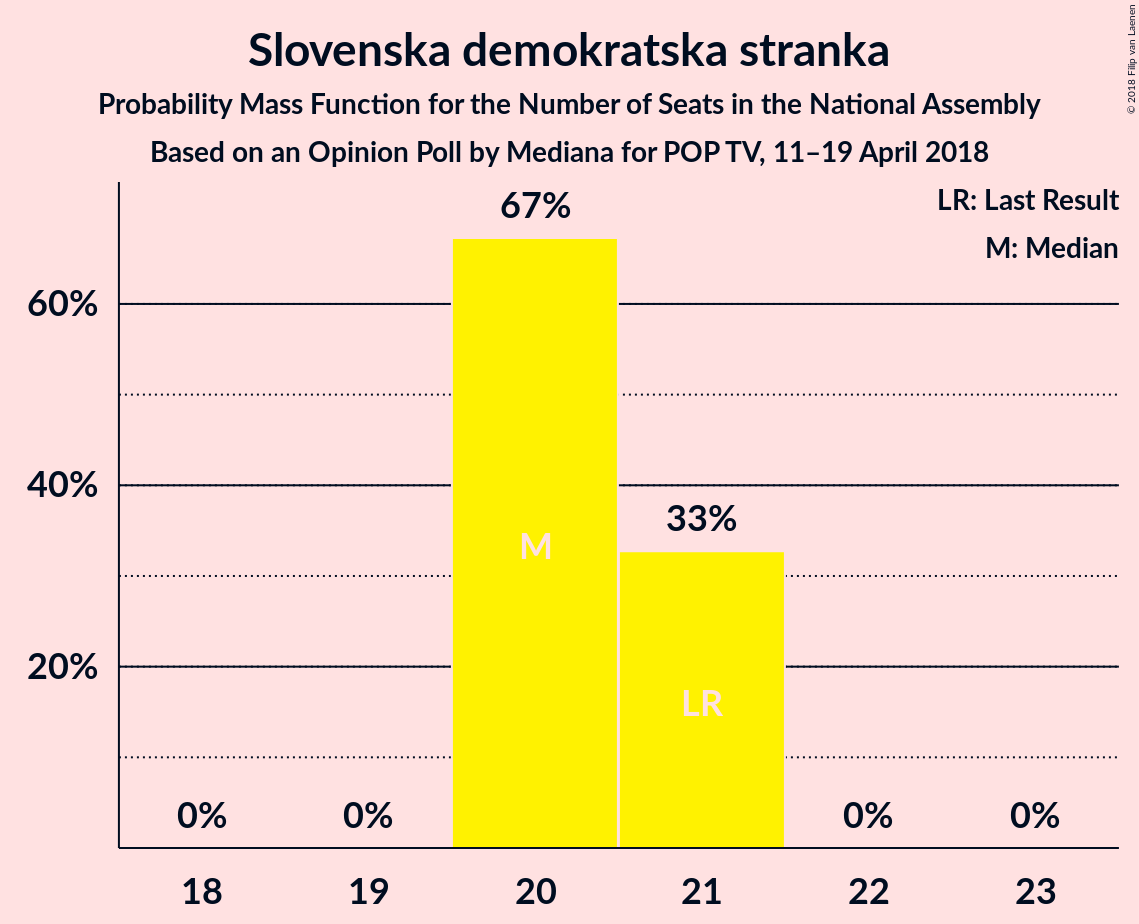 Slovenska demokratska stranka
Probability Mass Function for the Number of Seats in the National Assembly
Based on an Opinion Poll by Mediana for POP TV, 11–19 April 2018
© 2018 Filip van Laenen
LR: Last Result
M: Median
67%
60%
40%
33%
M
20%
LR
0%
0%
0%
0%
18
19
20
21
22
23